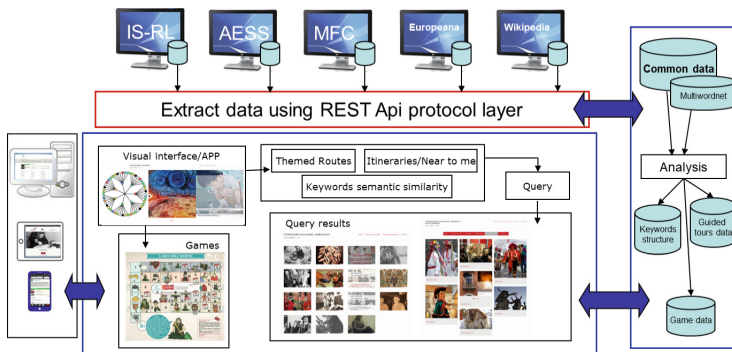 IS-RL
AESS
MFC
Europeana
Wikipedia
Extract data using REST Api protocol layer
Common data
Multiwordnet
Analysis
Keywords
structure
Guided
tours data
Game data
Visual interface/APP
Themed Routes
Itineraries/Near to me
Keywords semantic similarity
Query
Games
Query results